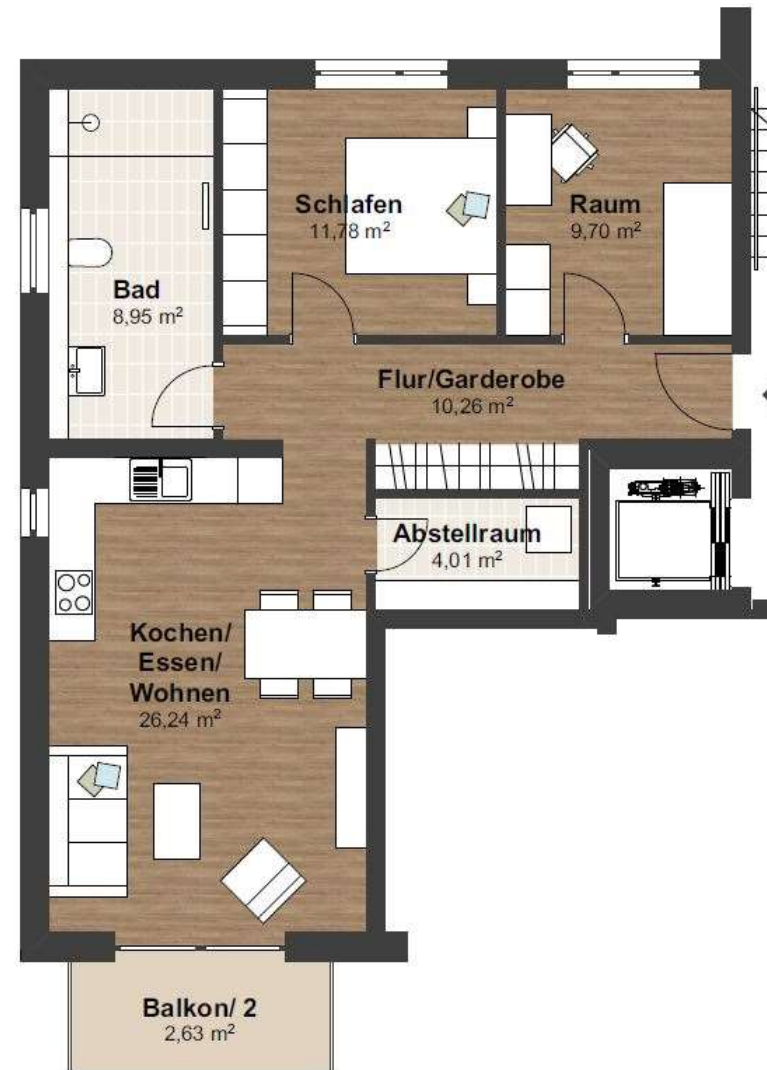 Schlafen
11,78 m²
Raum
9,70 m²
Bad
8,95 m²
Flur/Garderobe
10,26 m²
Abstellraum
4,01 m²
Kochen/
Essen/
Wohnen
26,24 m²
Balkon/ 2
2,63 m²